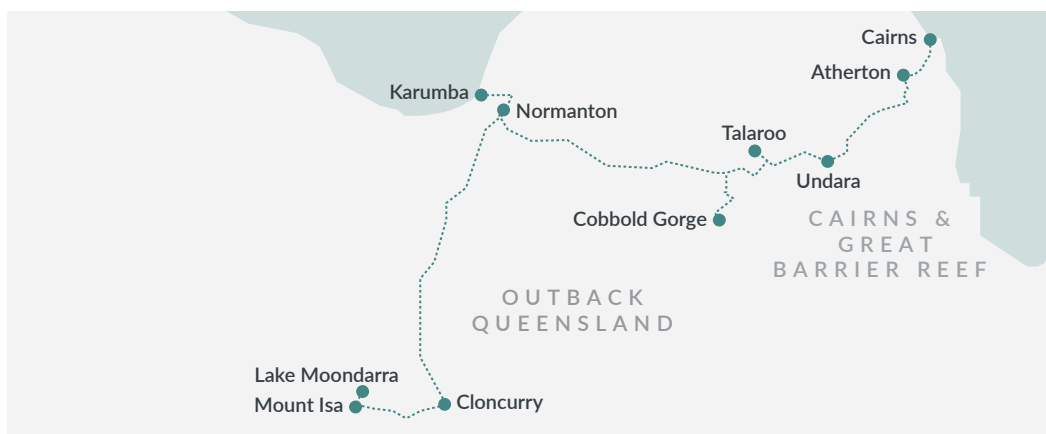 Cairns
Atherton
Karumba
Normanton
Talaroo
Undara
Cobbold Gorge
CAIRNS &
GREAT
BARRIER REEF
OUTBACK
QUEENSLAND
Lake Moondarra
Mount Isa
Cloncurry